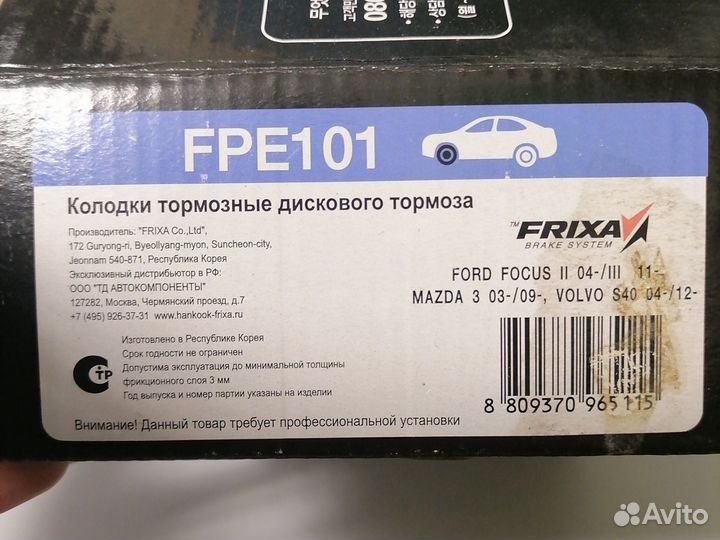 FPE101
Колодки тормозные дискового тормоза
Производитель: "FRIXA Co.,Ltd",
172 Guryong-ri, Byeollyang-myon, Suncheon-city,
Jeonnam 540-871, Республика Корея
Эксклюзивный дистрибьютор в РФ:
ООО "ТД АВТОКОМПОНЕНТЫ"
127282, Москва, Чермянский проезд, д.7
+7 (495) 926-37-31 www.hankook-frixa.ru
™FRIXA
BRAKE SYSTEM
FORD FOCUS II 04-/III 11-,
MAZDA 3 03-/09-, VOLVO S40 04-/12-
СТР
Изготовлено в Республике Корея
Срок годности не ограничен
Допустима эксплуатация до минимальной толщины
фрикционного слоя 3 мм
Год выпуска и номер партии указаны на изделии
8 809370 965115
Внимание! Данный товар требует профессиональной установки
Avito